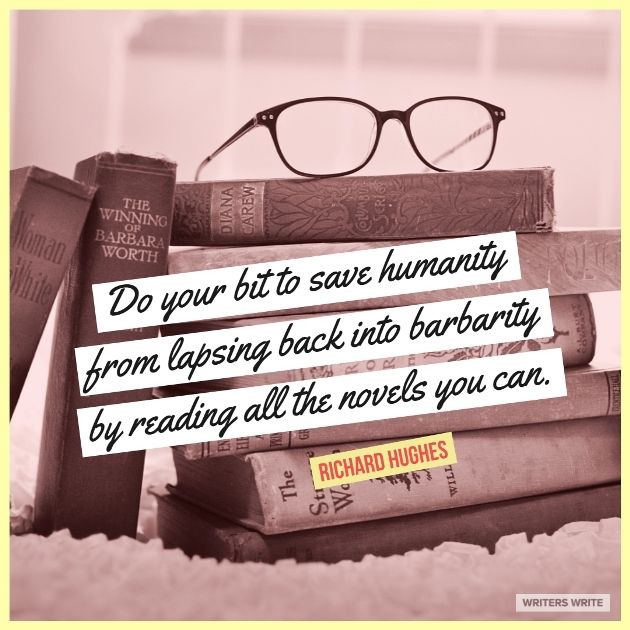 Woman
White
THE
WINNING
OF
BARBARA
WORTH
DIANA
CAREW
Do your bit to save humanity
from lapsing back into barbarity
by reading all the novels you can.
RICHARD HUGHES
The
WRITERS WRITE